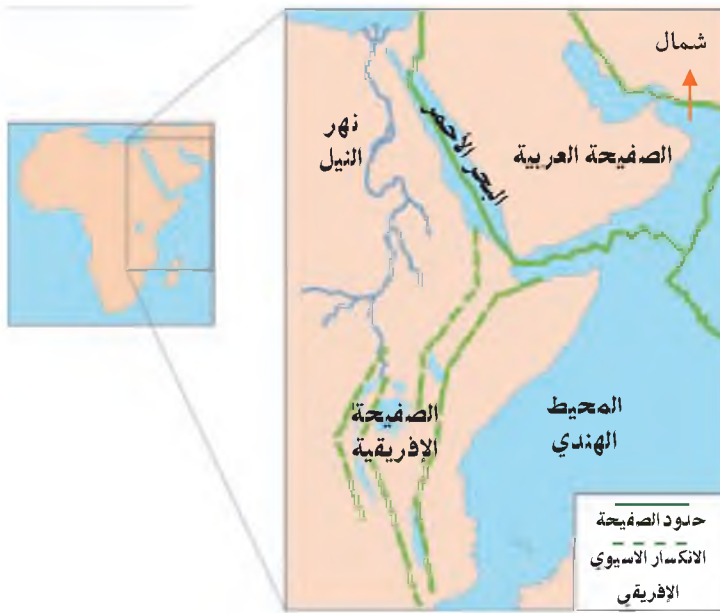 شمال
نهر
النيل
البحر الأحمر
الصفيحة العربية
الصفيحة
الإفريقية
المحيط
الهندي
حدود الصفيحة
الانكسار الاسيوي
الإفريقي